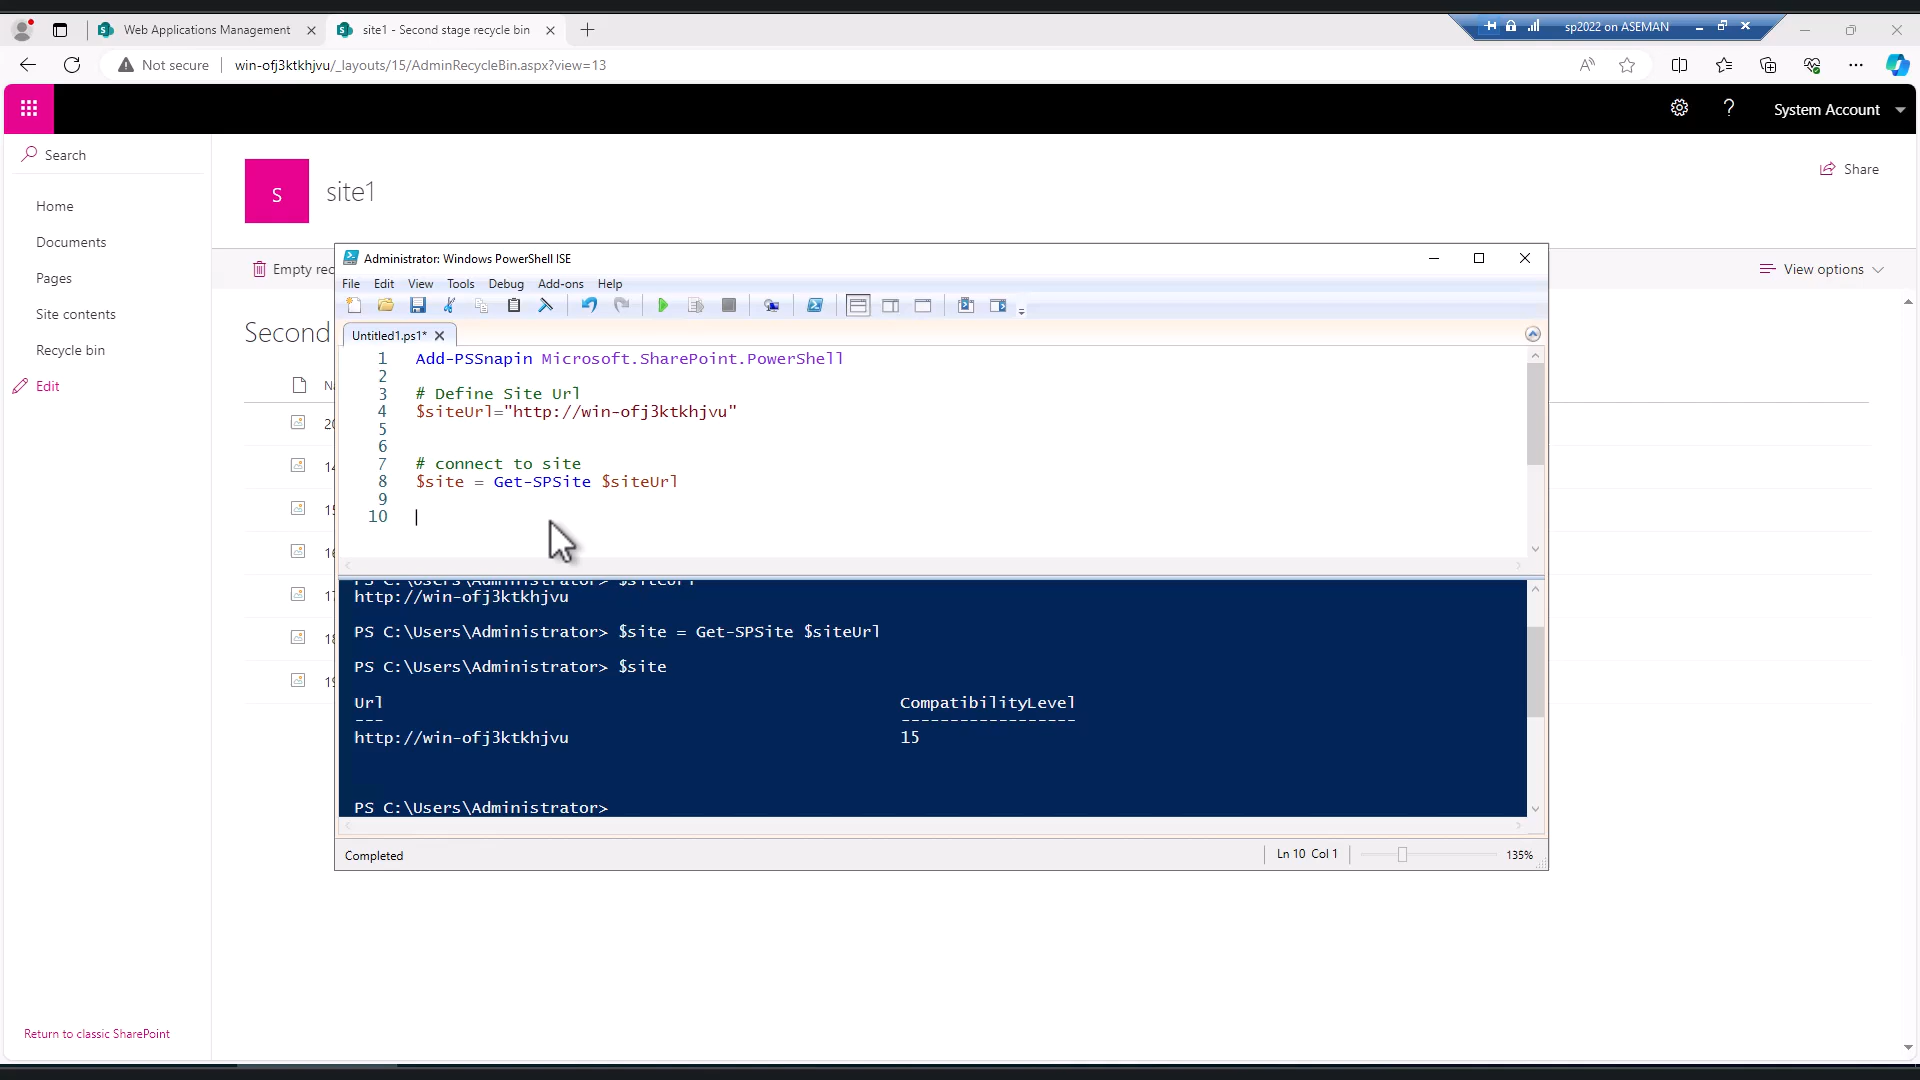 Web Applications Management
site1 - Second stage recycle bin
sp2022 on ASEMAN
Not secure
win-ofj3ktkhjvu/_layouts/15/AdminRecycleBin.aspx?view=13
System Account
Search
Home
Documents
Pages
Site contents
Recycle bin
Edit
Return to classic SharePoint
S
site1
Share
Empty rec
View options
Second
Administrator: Windows PowerShell ISE
File Edit View Tools Debug Add-ons Help
Untitled1.ps1*
1 Add-PSSnapin Microsoft.SharePoint.PowerShell
2
3 # Define Site Url
4 $siteUrl="http://win-ofj3ktkhjvu"
5
6
7 # connect to site
8 $site = Get-SPSite $siteUrl
9
10
PS C:\Users\Administrator> $siteUrl
http://win-ofj3ktkhjvu
PS C:\Users\Administrator> $site = Get-SPSite $siteUrl
PS C:\Users\Administrator> $site
Url CompatibilityLevel
--- ------------------
http://win-ofj3ktkhjvu 15
PS C:\Users\Administrator>
Completed
Ln 10 Col 1
135%